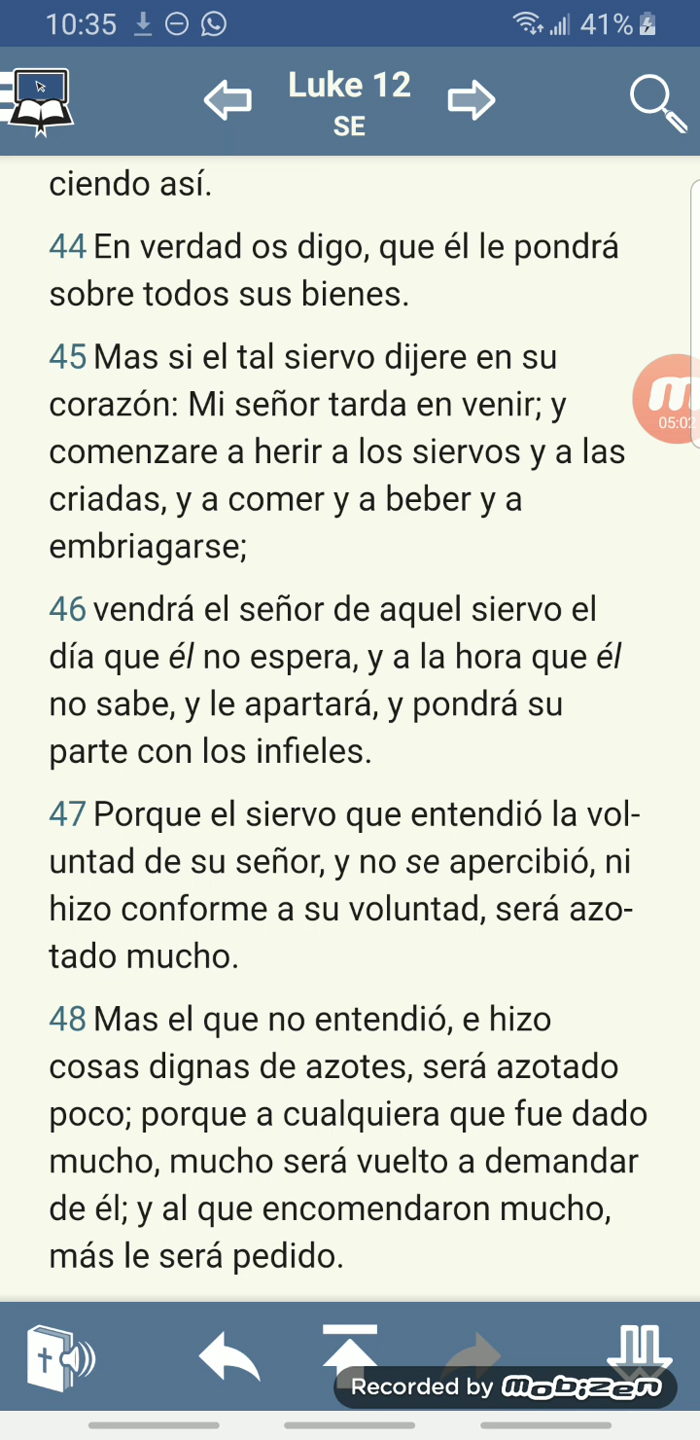 10:35
41%
Luke 12
SE
ciendo así.
44 En verdad os digo, que él le pondrá
sobre todos sus bienes.
45 Mas si el tal siervo dijere en su
corazón: Mi señor tarda en venir; y
comenzare a herir a los siervos y a las
criadas, y a comer y a beber y a
embriagarse;
46 vendrá el señor de aquel siervo el
día que él no espera, y a la hora que él
no sabe, y le apartará, y pondrá su
parte con los infieles.
47 Porque el siervo que entendió la vol-
untad de su señor, y no se apercibió, ni
hizo conforme a su voluntad, será azo-
tado mucho.
48 Mas el que no entendió, e hizo
cosas dignas de azotes, será azotado
poco; porque a cualquiera que fue dado
mucho, mucho será vuelto a demandar
de él; y al que encomendaron mucho,
más le será pedido.
m
05:02
Recorded by Mobizen